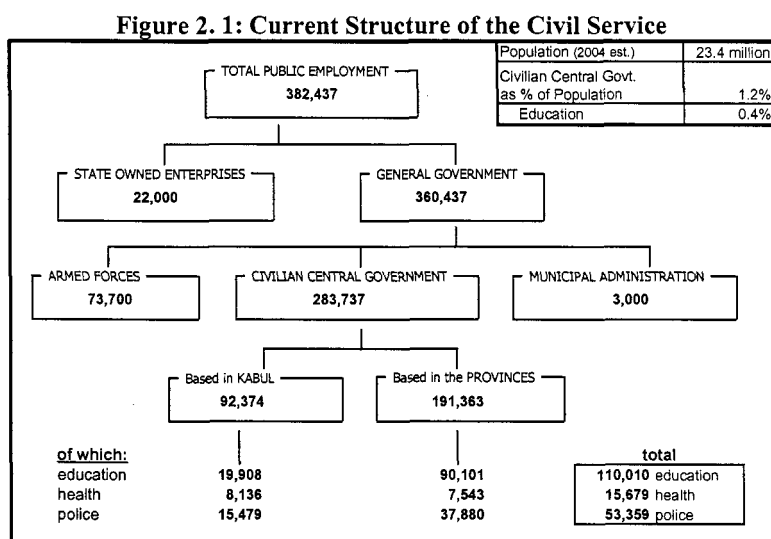 Figure 2. 1: Current Structure of the Civil Service
Population (2004 est.) 23.4 million
Civilian Central Govt.
as % of Population 1.2%
Education 0.4%
TOTAL PUBLIC EMPLOYMENT
382,437
STATE OWNED ENTERPRISES
22,000
GENERAL GOVERNMENT
360,437
ARMED FORCES
73,700
CIVILIAN CENTRAL GOVERNMENT
283,737
MUNICIPAL ADMINISTRATION
3,000
Based in KABUL
92,374
Based in the PROVINCES
191,363
of which: total
education 19,908 90,101 110,010 education
health 8,136 7,543 15,679 health
police 15,479 37,880 53,359 police